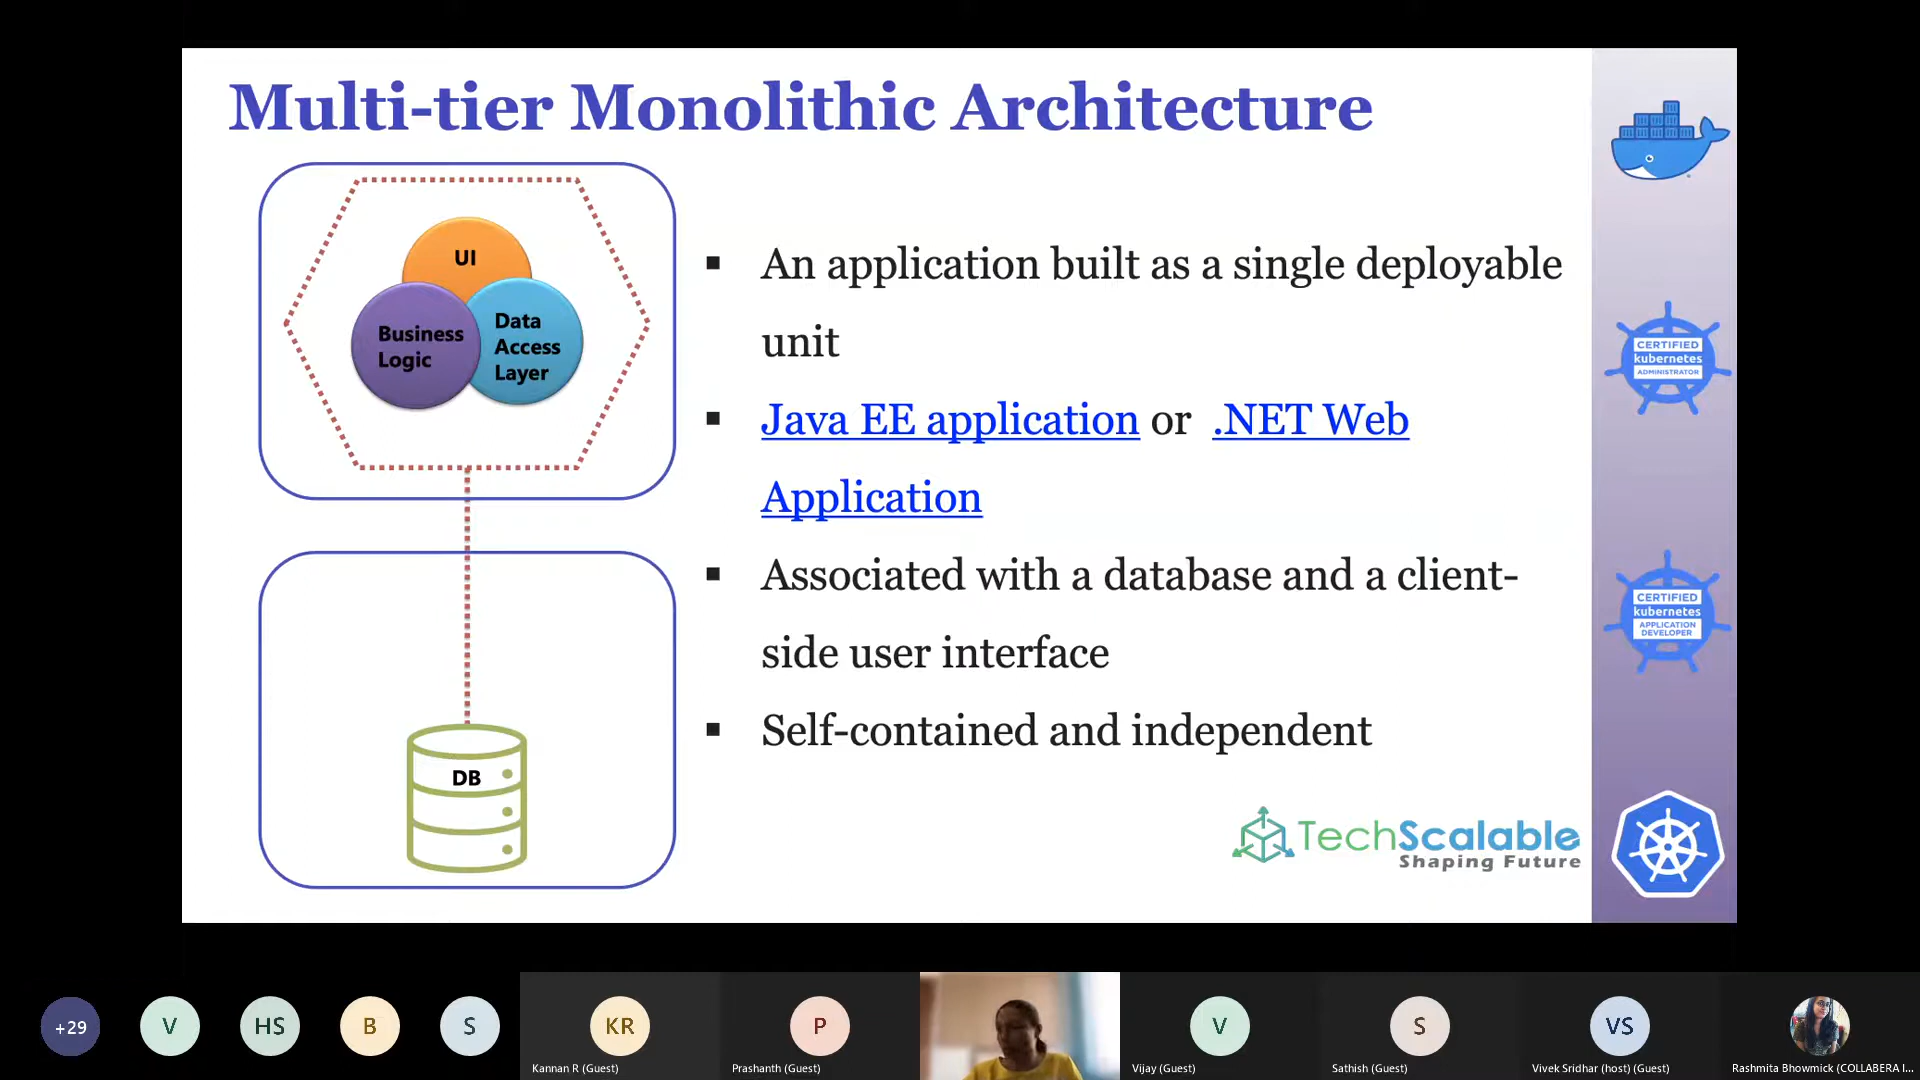 Multi-tier Monolithic Architecture
UI
Business
Logic
Data
Access
Layer
DB
▪ An application built as a single deployable
unit
▪ Java EE application or .NET Web
Application
▪ Associated with a database and a client-
side user interface
▪ Self-contained and independent
TechScalable
Shaping Future
CERTIFIED
kubernetes
ADMINISTRATOR
CERTIFIED
kubernetes
APPLICATION
DEVELOPER
+29
V
HS
B
S
KR
Kannan R (Guest)
P
Prashanth (Guest)
V
Vijay (Guest)
S
Sathish (Guest)
VS
Vivek Sridhar (host) (Guest)
Rashmita Bhowmick (COLLABERA I...